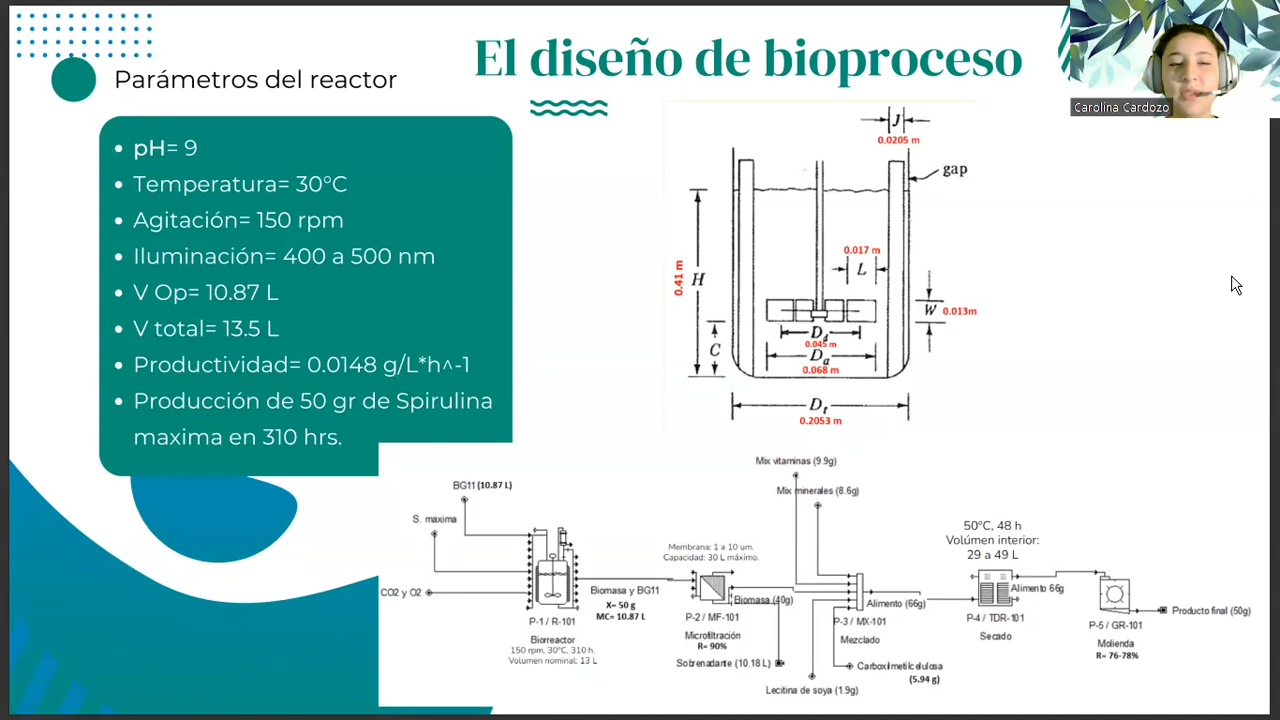 El diseño de bioproceso
Carolina Cardozo
Parámetros del reactor
pH= 9
Temperatura= 30°C
Agitación= 150 rpm
Iluminación= 400 a 500 nm
V Op= 10.87 L
V total= 13.5 L
Productividad= 0.0148 g/L*h^-1
Producción de 50 gr de Spirulina
maxima en 310 hrs.
J
0.0205 m
gap
0.017 m
L
0.41 m
H
W
0.013m
C
0.045 m
Da
0.068 m
Dt
0.2053 m
Mix vitaminas (9.9g)
Mix minerales (8.6g)
BG11 (10.87 L)
S. maxima
CO2 y O2
P-1 / R-101
Biorreactor
150 rpm, 30°C, 310 h.
Volumen nominal: 13 L
Biomasa y BG11
X= 50 g
MC= 10.87 L
Membrana: 1 a 10 um.
Capacidad: 30 L máximo.
P-2 / MF-101
Microfiltración
R= 90%
Biomasa (40g)
Sobrenadante (10.18 L)
P-3 / MX-101
Mezclado
Alimento (66g)
Carboximetilcelulosa
(5.94 g)
Lecitina de soya (1.9g)
50°C, 48 h
Volúmen interior:
29 a 49 L
P-4 / TDR-101
Secado
Alimento 66g
P-5 / GR-101
Molienda
R= 76-78%
Producto final (50g)